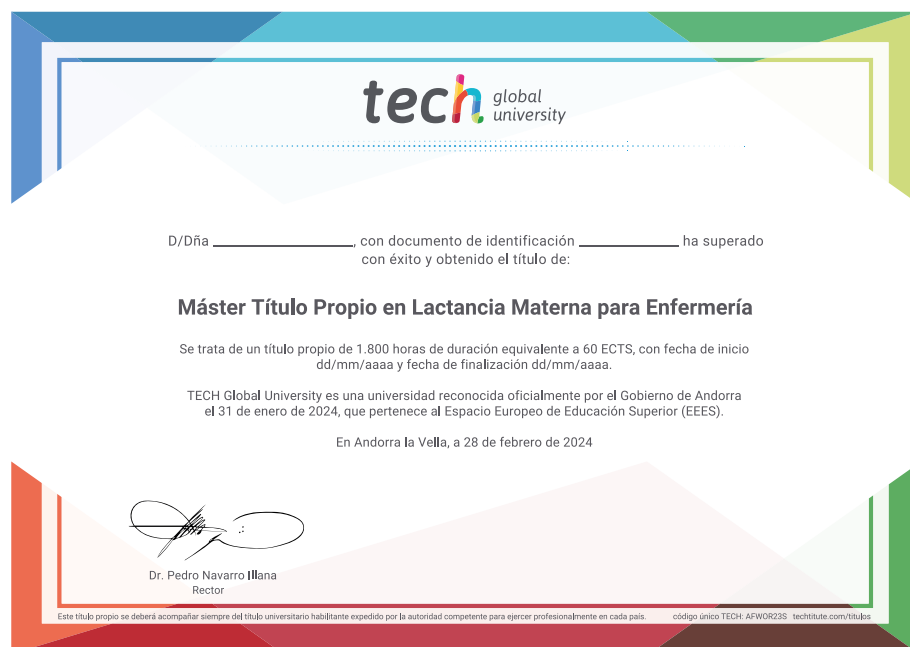 tech global university
D/Dña ____________________, con documento de identificación ______________ ha superado
con éxito y obtenido el título de:
Máster Título Propio en Lactancia Materna para Enfermería
Se trata de un título propio de 1.800 horas de duración equivalente a 60 ECTS, con fecha de inicio
dd/mm/aaaa y fecha de finalización dd/mm/aaaa.
TECH Global University es una universidad reconocida oficialmente por el Gobierno de Andorra
el 31 de enero de 2024, que pertenece al Espacio Europeo de Educación Superior (EEES).
En Andorra la Vella, a 28 de febrero de 2024
Dr. Pedro Navarro Illana
Rector
Este título propio se deberá acompañar siempre del título universitario habilitante expedido por la autoridad competente para ejercer profesionalmente en cada país. código único TECH: AFWOR23S techtitute.com/titulos